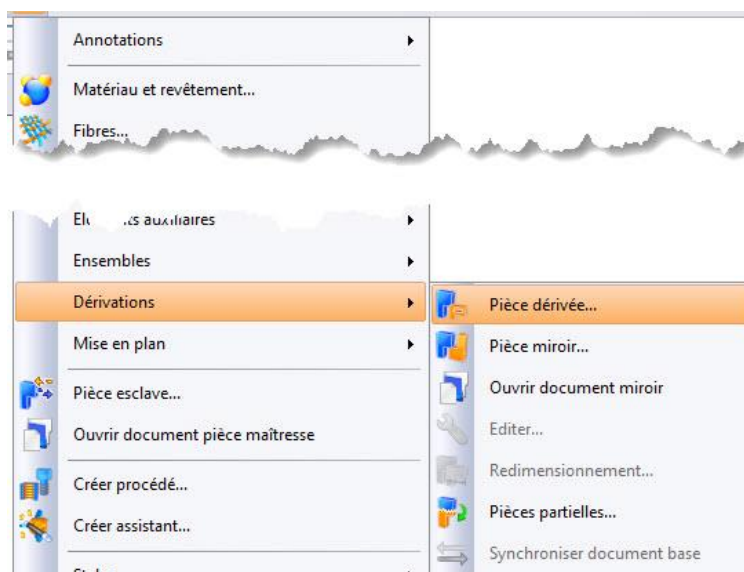 Annotations
Matériau et revêtement...
Fibres...
auxiliaires
Ensembles
Dérivations
Mise en plan
Pièce esclave...
Ouvrir document pièce maîtresse
Créer procédé...
Créer assistant...
Pièce dérivée...
Pièce miroir...
Ouvrir document miroir
Editer...
Redimensionnement...
Pièces partielles...
Synchroniser document base